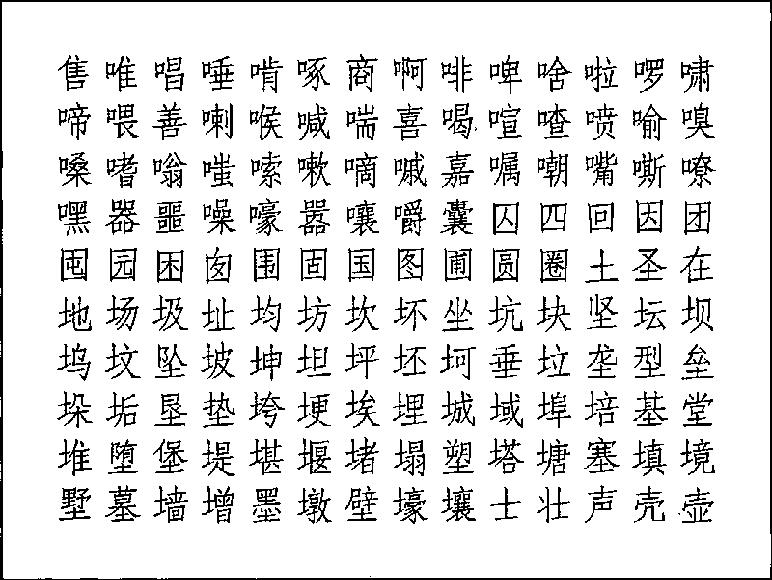 售唯唱唾啃啄商啊啡啤啥啦啰啸
啼喂善喇喉喊喘喜喝喧喳喷喻嗅
嗓嗜嗡嗤嗦嗽嘀嘁嘉嘱嘲嘴嘶嘹
嘿器噩噪嚎嚣嚷嚼囊囚四回因团
囤园困囱围固国图圃圆圈土圣在
地场圾址均坊坎坏坐坑块坚坛坝
坞坟坠坡坤坦坪坯坷垂垃垄型垒
垛垢垦垫垮埂埃埋城域埠培基堂
堆堕堡堤堪堰堵塌塑塔塘塞填境
墅墓墙增墨墩壁壕壤士壮声壳壶